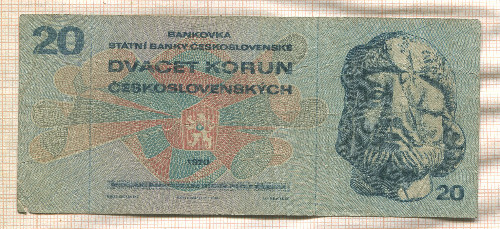 20
BANKOVKA
STÁTNÍ BANKY ČESKOSLOVENSKÉ
DVACET KORUN
ČESKOSLOVENSKÝCH
1970
20